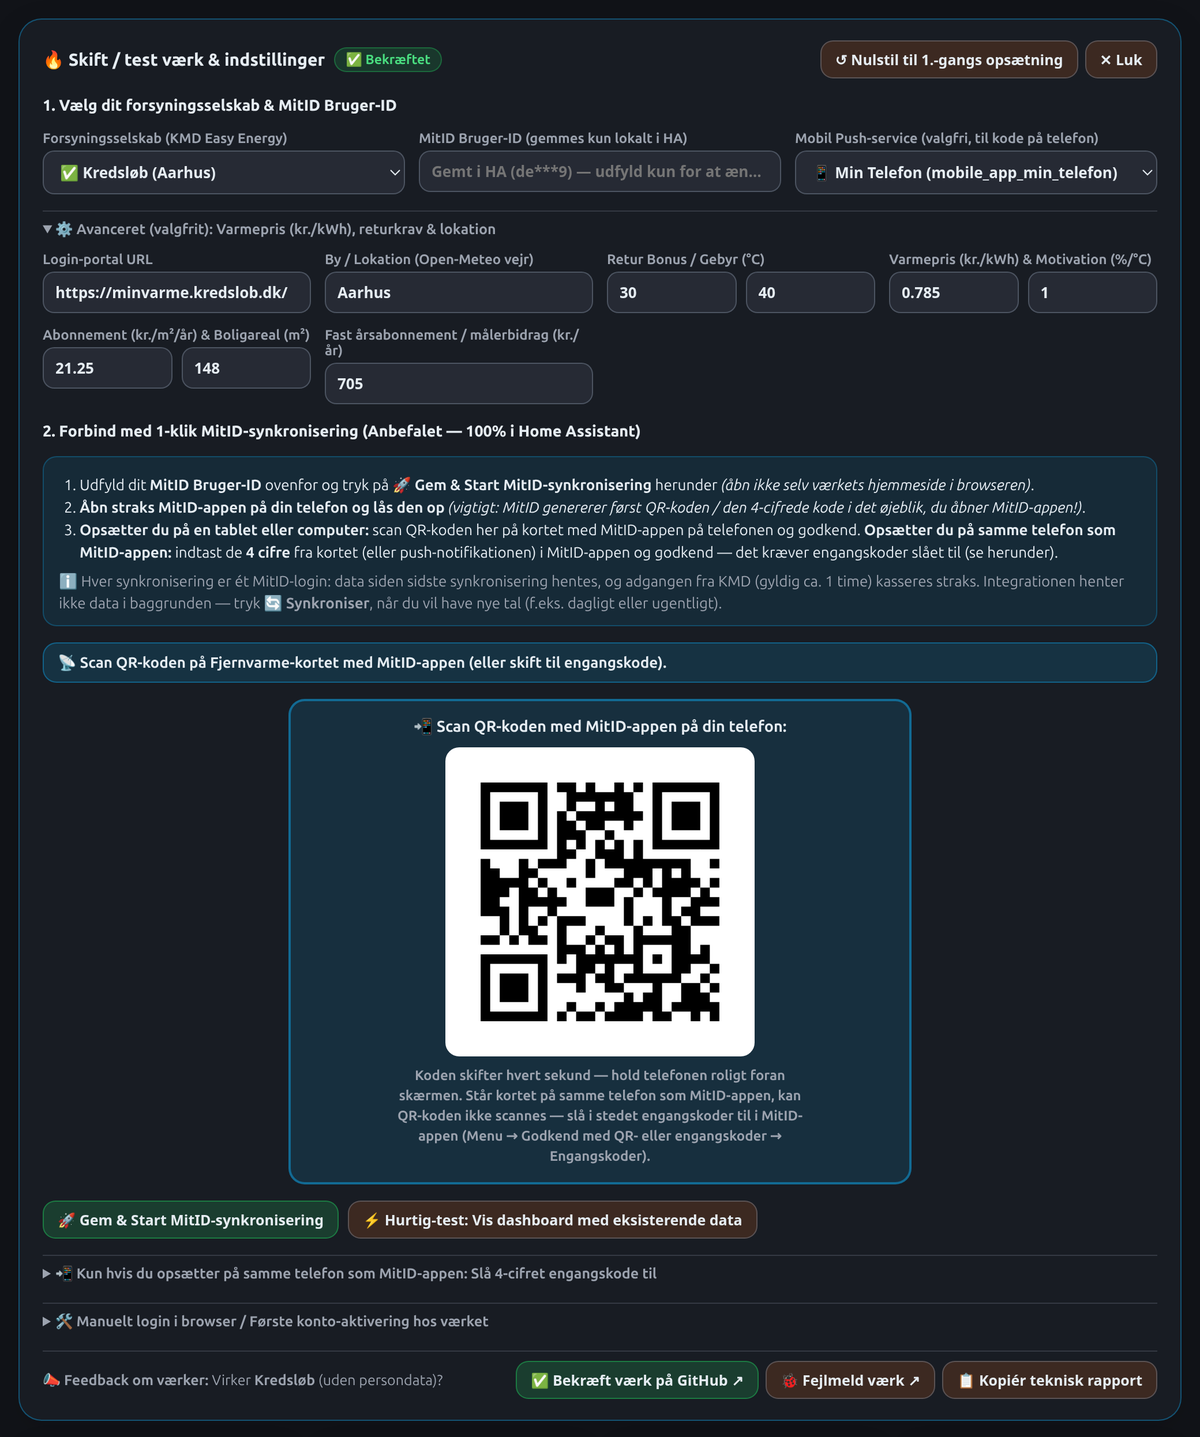 🔥 Skift / test værk & indstillinger ✅ Bekræftet ↺ Nulstil til 1.-gangs opsætning ✕ Luk
1. Vælg dit forsyningsselskab & MitID Bruger-ID
Forsyningsselskab (KMD Easy Energy) MitID Bruger-ID (gemmes kun lokalt i HA) Mobil Push-service (valgfri, til kode på telefon)
✅ Kredsløb (Aarhus) Gemt i HA (de***9) — udfyld kun for at æn... 📱 Min Telefon (mobile_app_min_telefon)
▼ ⚙️ Avanceret (valgfrit): Varmepris (kr./kWh), returkrav & lokation
Login-portal URL By / Lokation (Open-Meteo vejr) Retur Bonus / Gebyr (°C) Varmepris (kr./kWh) & Motivation (%/°C)
https://minvarme.kredslob.dk/ Aarhus 30 40 0.785 1
Abonnement (kr./m²/år) & Boligareal (m²) Fast årsabonnement / målerbidrag (kr./
år)
21.25 148 705
2. Forbind med 1-klik MitID-synkronisering (Anbefalet — 100% i Home Assistant)
1. Udfyld dit MitID Bruger-ID ovenfor og tryk på 🚀 Gem & Start MitID-synkronisering herunder (åbn ikke selv værkets hjemmeside i browseren).
2. Åbn straks MitID-appen på din telefon og lås den op (vigtigt: MitID genererer først QR-koden / den 4-cifrede kode i det øjeblik, du åbner MitID-appen!).
3. Opsætter du på en tablet eller computer: scan QR-koden her på kortet med MitID-appen på telefonen og godkend. Opsætter du på samme telefon som
MitID-appen: indtast de 4 cifre fra kortet (eller push-notifikationen) i MitID-appen og godkend — det kræver engangskoder slået til (se herunder).
ℹ️ Hver synkronisering er ét MitID-login: data siden sidste synkronisering hentes, og adgangen fra KMD (gyldig ca. 1 time) kasseres straks. Integrationen henter
ikke data i baggrunden — tryk 🔄 Synkroniser, når du vil have nye tal (f.eks. dagligt eller ugentligt).
📡 Scan QR-koden på Fjernvarme-kortet med MitID-appen (eller skift til engangskode).
📲 Scan QR-koden med MitID-appen på din telefon:
Koden skifter hvert sekund — hold telefonen roligt foran
skærmen. Står kortet på samme telefon som MitID-appen, kan
QR-koden ikke scannes — slå i stedet engangskoder til i MitID-
appen (Menu → Godkend med QR- eller engangskoder →
Engangskoder).
🚀 Gem & Start MitID-synkronisering ⚡ Hurtig-test: Vis dashboard med eksisterende data
▶ 📲 Kun hvis du opsætter på samme telefon som MitID-appen: Slå 4-cifret engangskode til
▶ 🛠️ Manuelt login i browser / Første konto-aktivering hos værket
📣 Feedback om værker: Virker Kredsløb (uden persondata)? ✅ Bekræft værk på GitHub ↗ 🐞 Fejlmeld værk ↗ 📋 Kopiér teknisk rapport